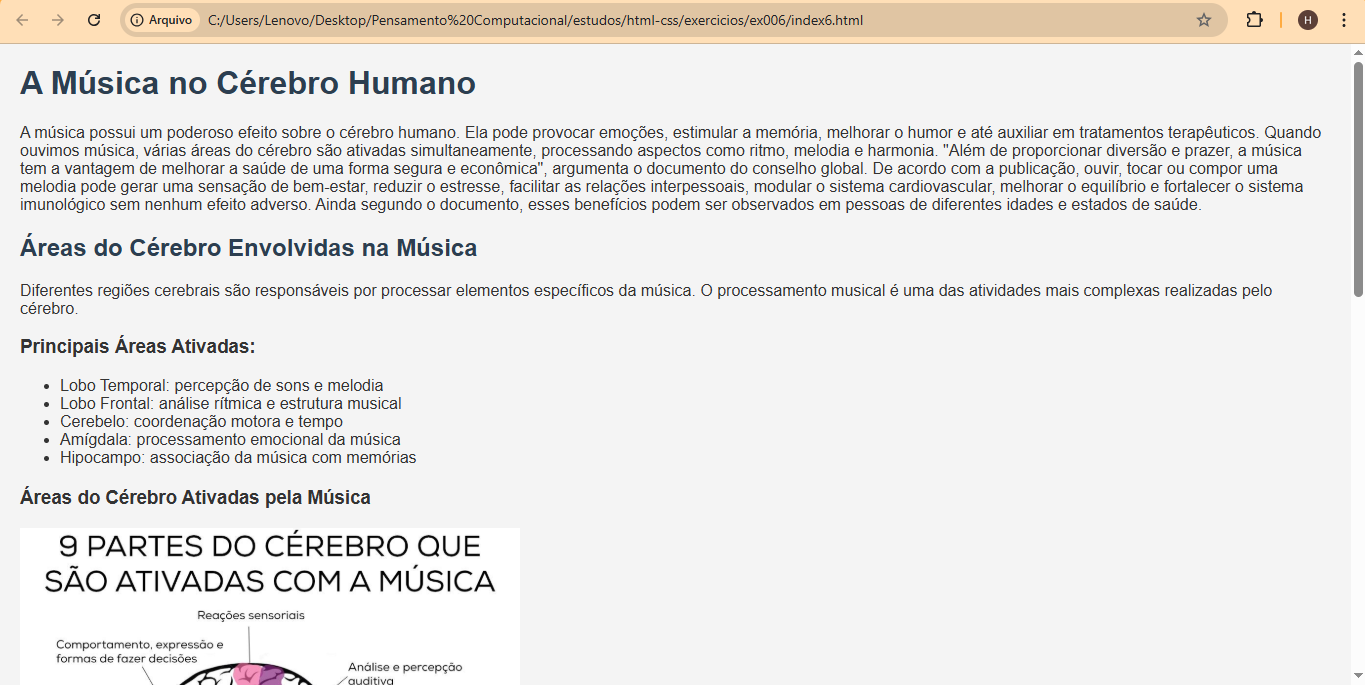 Arquivo C:/Users/Lenovo/Desktop/Pensamento%20Computacional/estudos/html-css/exercicios/ex006/index6.html H
A Música no Cérebro Humano
A música possui um poderoso efeito sobre o cérebro humano. Ela pode provocar emoções, estimular a memória, melhorar o humor e até auxiliar em tratamentos terapêuticos. Quando
ouvimos música, várias áreas do cérebro são ativadas simultaneamente, processando aspectos como ritmo, melodia e harmonia. "Além de proporcionar diversão e prazer, a música
tem a vantagem de melhorar a saúde de uma forma segura e econômica", argumenta o documento do conselho global. De acordo com a publicação, ouvir, tocar ou compor uma
melodia pode gerar uma sensação de bem-estar, reduzir o estresse, facilitar as relações interpessoais, modular o sistema cardiovascular, melhorar o equilíbrio e fortalecer o sistema
imunológico sem nenhum efeito adverso. Ainda segundo o documento, esses benefícios podem ser observados em pessoas de diferentes idades e estados de saúde.
Áreas do Cérebro Envolvidas na Música
Diferentes regiões cerebrais são responsáveis por processar elementos específicos da música. O processamento musical é uma das atividades mais complexas realizadas pelo
cérebro.
Principais Áreas Ativadas:
• Lobo Temporal: percepção de sons e melodia
• Lobo Frontal: análise rítmica e estrutura musical
• Cerebelo: coordenação motora e tempo
• Amígdala: processamento emocional da música
• Hipocampo: associação da música com memórias
Áreas do Cérebro Ativadas pela Música
9 PARTES DO CÉREBRO QUE
SÃO ATIVADAS COM A MÚSICA
Reações sensoriais
Comportamento, expressão e
formas de fazer decisões
Análise e percepção
auditiva